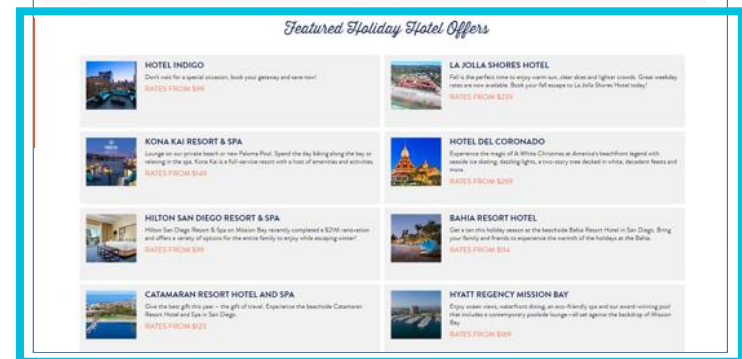 Featured Holiday Hotel Offers
HOTEL INDIGO
Don't wait for a special occasion, book your getaway and save now!
RATES FROM $99
LA JOLLA SHORES HOTEL
Fall is the perfect time to enjoy warm sun, clear skies and lighter crowds. Great weekday
rates are now available. Book your fall escape to La Jolla Shores Hotel today!
RATES FROM $239
KONA KAI RESORT & SPA
Lounge on our private beach or new Paloma Pool. Spend the day biking along the bay or
relaxing in the spa. Kona Kai is a full-service resort with a host of amenities and activities.
RATES FROM $149
HOTEL DEL CORONADO
Experience the magic of A White Christmas at America's beachfront legend with
seaside ice skating, dazzling lights, a two-story tree decked in white, decadent feasts and
more.
RATES FROM $269
HILTON SAN DIEGO RESORT & SPA
Hilton San Diego Resort & Spa on Mission Bay recently completed a $21M renovation
and offers a variety of options for the entire family to enjoy while escaping winter!
RATES FROM $99
BAHIA RESORT HOTEL
Get a tan this holiday season at the beachside Bahia Resort Hotel in San Diego. Bring
your family and friends to experience the warmth of the holidays at the Bahia.
RATES FROM $114
CATAMARAN RESORT HOTEL AND SPA
Give the best gift this year – the gift of travel. Experience the beachside Catamaran
Resort Hotel and Spa in San Diego.
RATES FROM $123
HYATT REGENCY MISSION BAY
Enjoy ocean views, waterfront dining, an eco-friendly spa and our award-winning pool
that includes a contemporary poolside lounge—all set against the backdrop of Mission
Bay.
RATES FROM $169